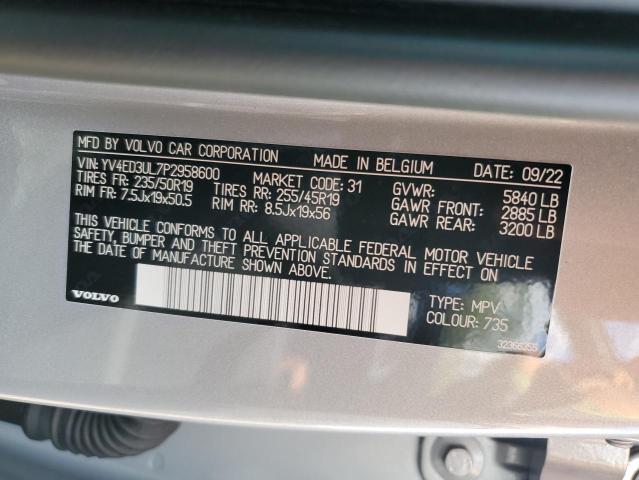 MFD BY VOLVO CAR CORPORATION MADE IN BELGIUM DATE: 09/22
VIN: YV4ED3UL7P2958600 MARKET CODE: 31 GVWR: 5840 LB
TIRES FR: 235/50R19 TIRES RR: 255/45R19 GAWR FRONT: 2885 LB
RIM FR: 7.5Jx19x50.5 RIM RR: 8.5Jx19x56 GAWR REAR: 3200 LB
THIS VEHICLE CONFORMS TO ALL APPLICABLE FEDERAL MOTOR VEHICLE
SAFETY, BUMPER AND THEFT PREVENTION STANDARDS IN EFFECT ON
THE DATE OF MANUFACTURE SHOWN ABOVE.
TYPE: MPV
COLOUR: 735
VOLVO